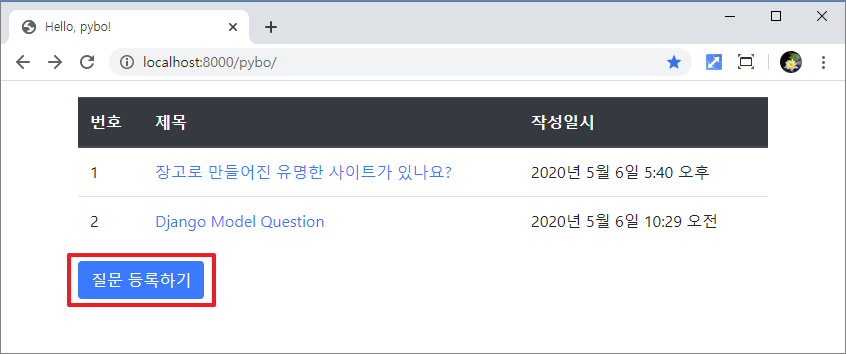 Hello, pybo!
localhost:8000/pybo/
번호 제목 작성일시
1 장고로 만들어진 유명한 사이트가 있나요? 2020년 5월 6일 5:40 오후
2 Django Model Question 2020년 5월 6일 10:29 오전
질문 등록하기